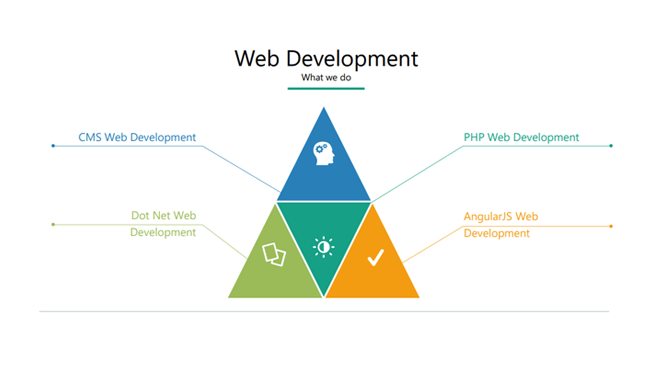 Web Development
What we do
CMS Web Development
PHP Web Development
Dot Net Web
Development
AngularJS Web
Development